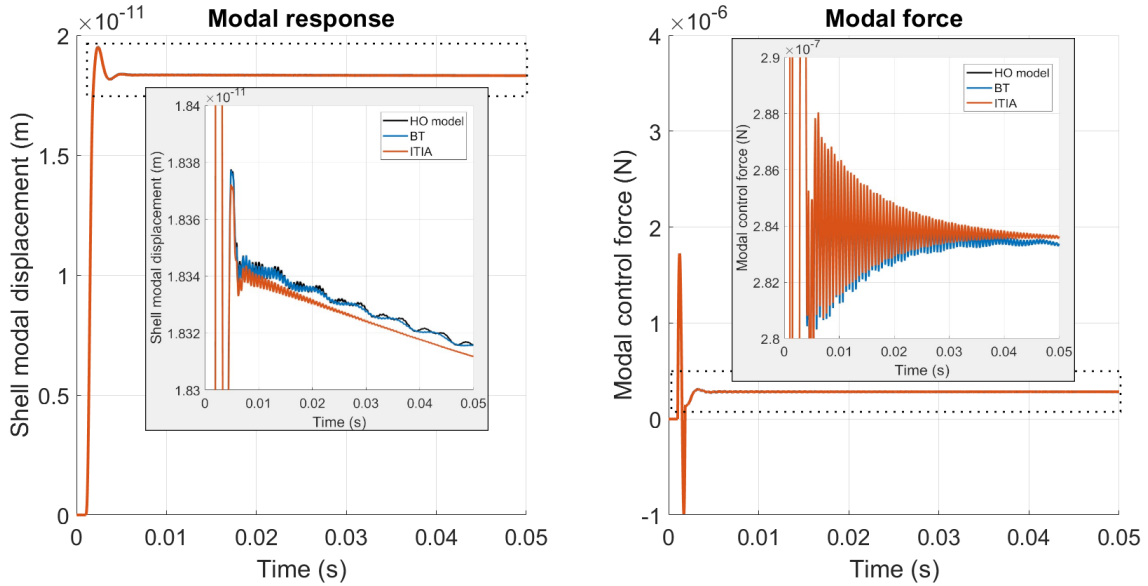 Modal response
×10^-11
2
1
0.5
0
Shell modal displacement (m)
0 0.01 0.02 0.03 0.04 0.05
Time (s)
×10^-11
1.84
1.838
1.836
1.834
1.832
1.83
Shell modal displacement (m)
HO model
BT
ITIA
0 0.01 0.02 0.03 0.04 0.05
Time (s)
Modal force
×10^-6
4
3
2
1
0
-1
Modal control force (N)
0 0.01 0.02 0.03 0.04 0.05
Time (s)
×10^-7
2.9
2.88
2.86
2.84
2.82
2.8
Modal control force (N)
HO model
BT
ITIA
0 0.01 0.02 0.03 0.04 0.05
Time (s)